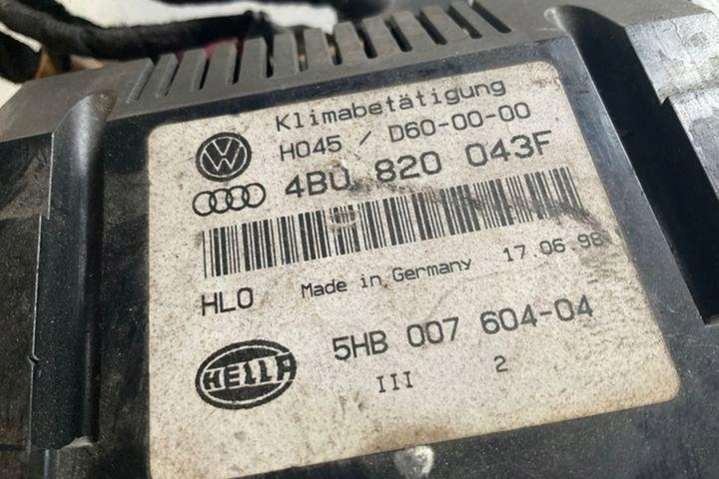 Klimabetätigung
H045 / D60-00-00
4B0 820 043F
HLO Made in Germany 17.06.98
HELLA 5HB 007 604-04
III 2